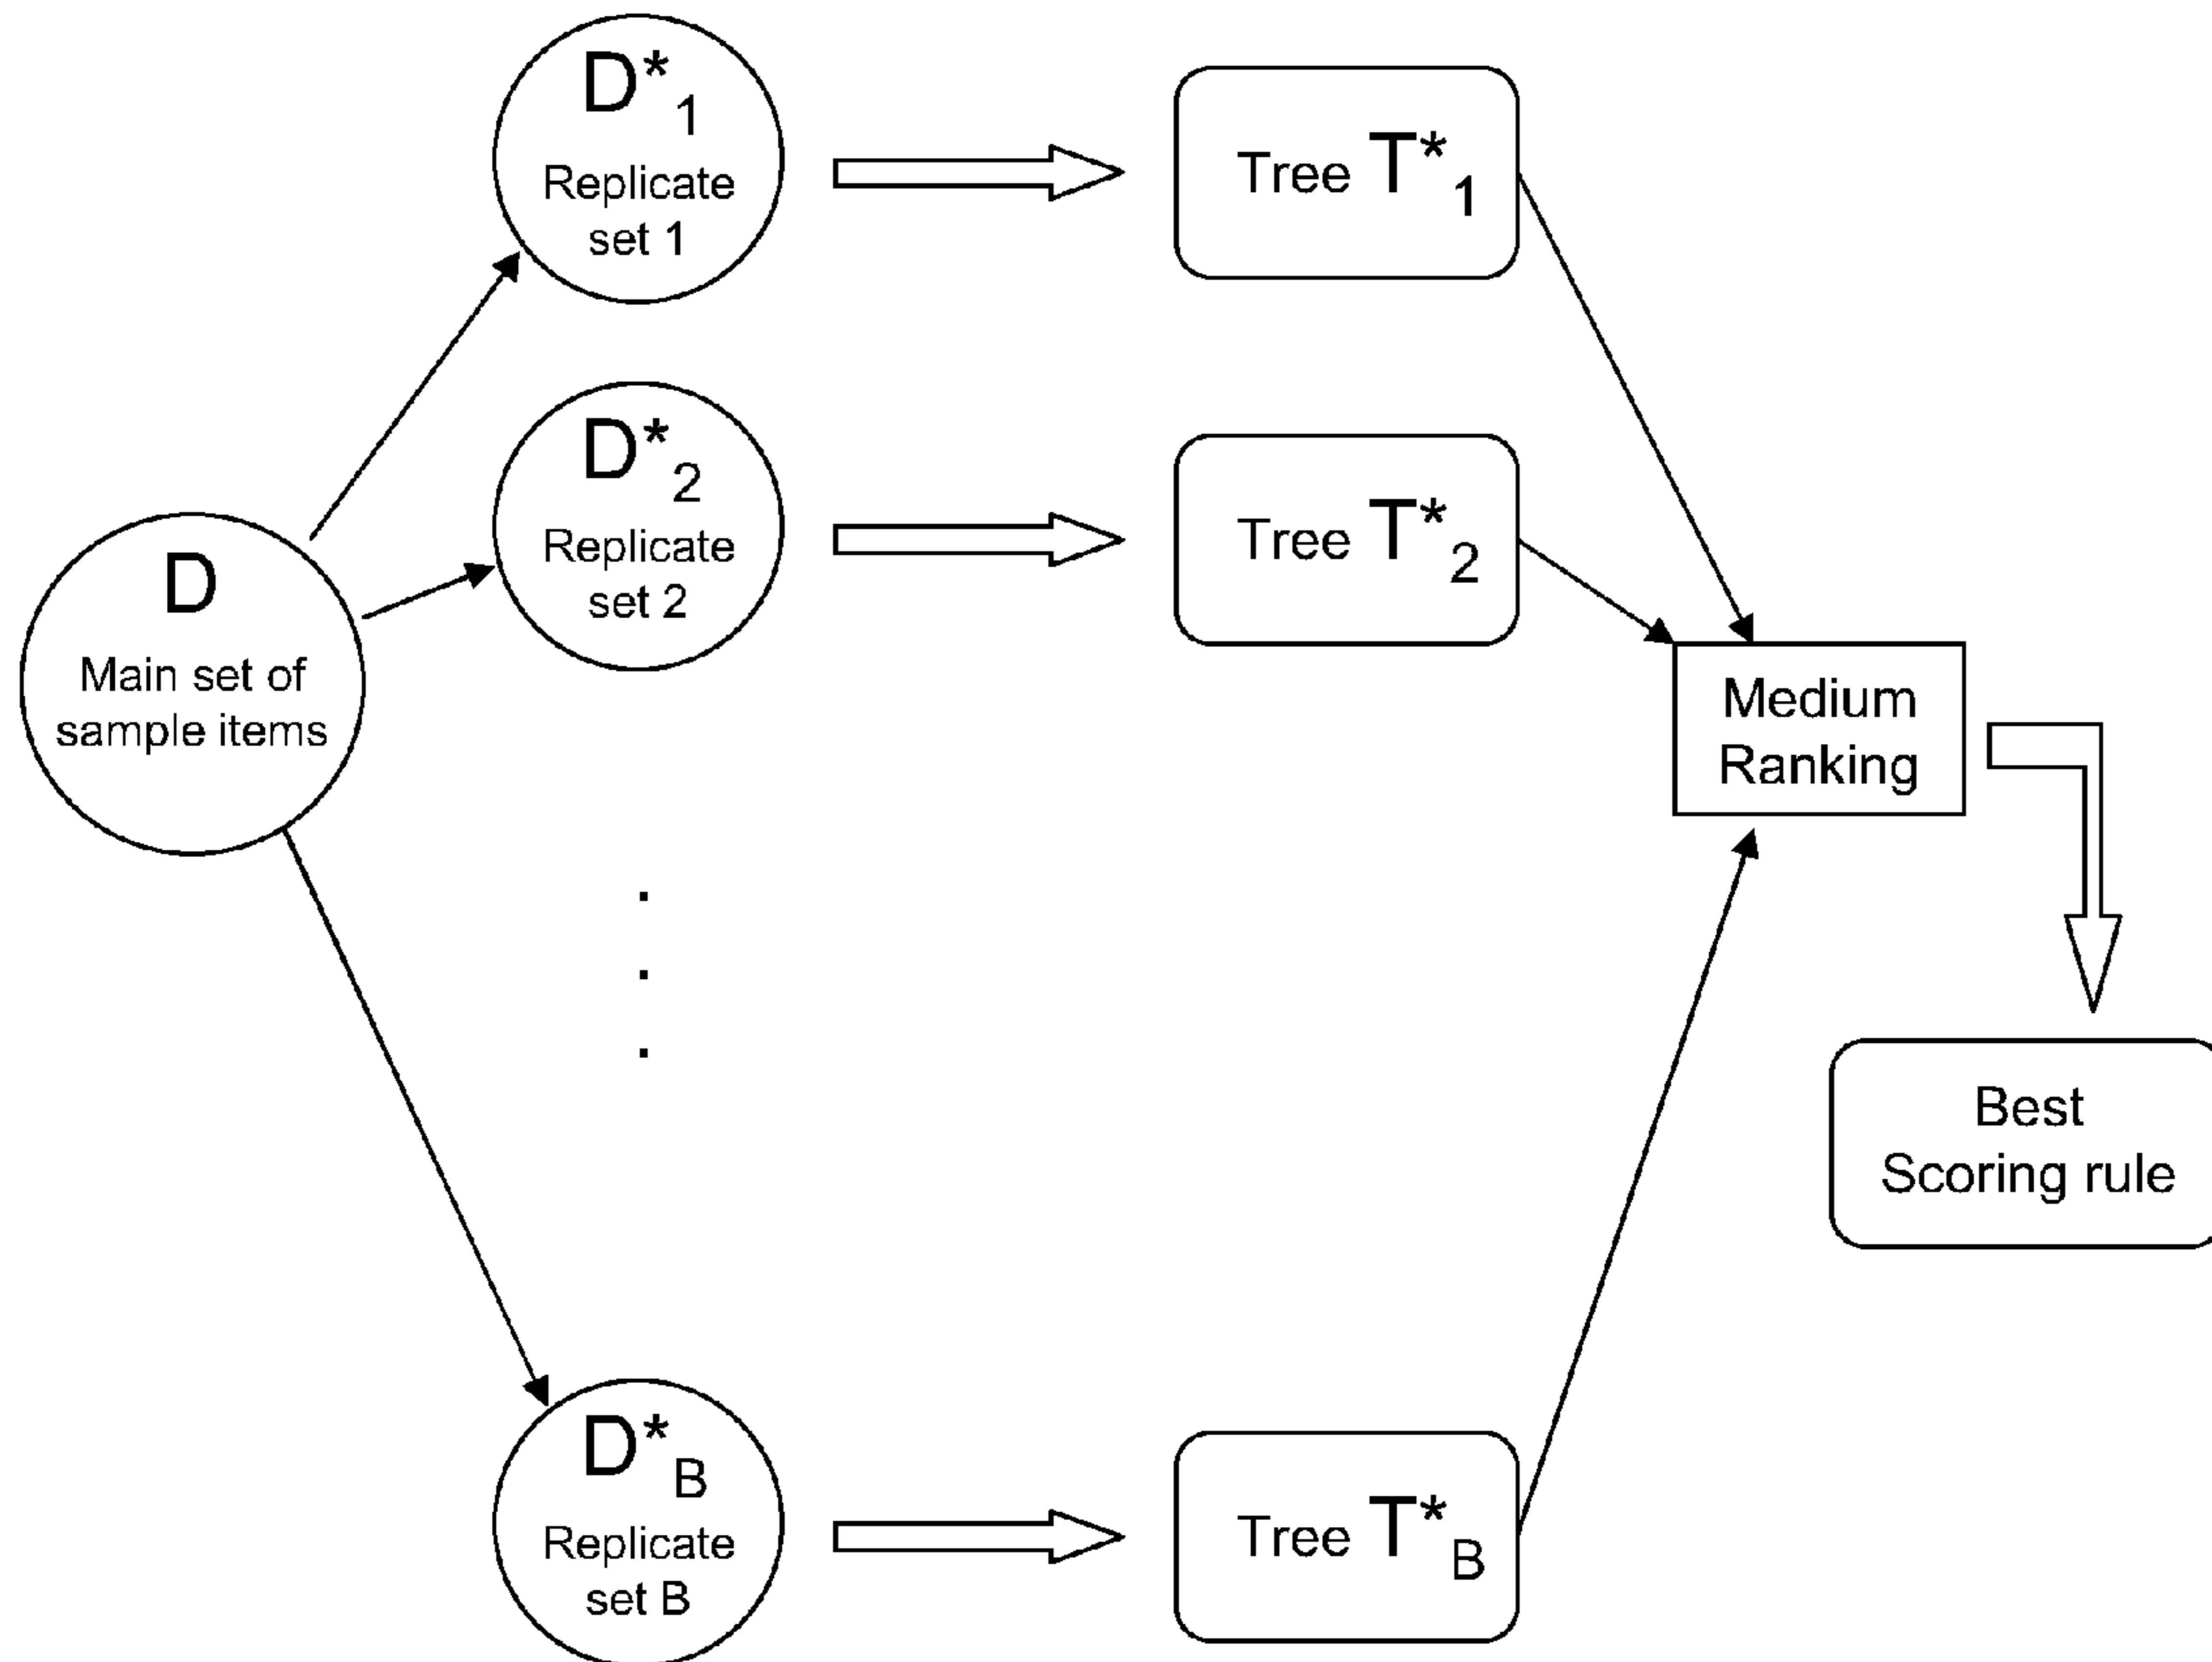 D*1
Replicate
set 1
Tree T*1
D*2
Replicate
set 2
Tree T*2
D
Main set of
sample items
Medium
Ranking
.
.
.
Best
Scoring rule
D*B
Replicate
set B
Tree T*B